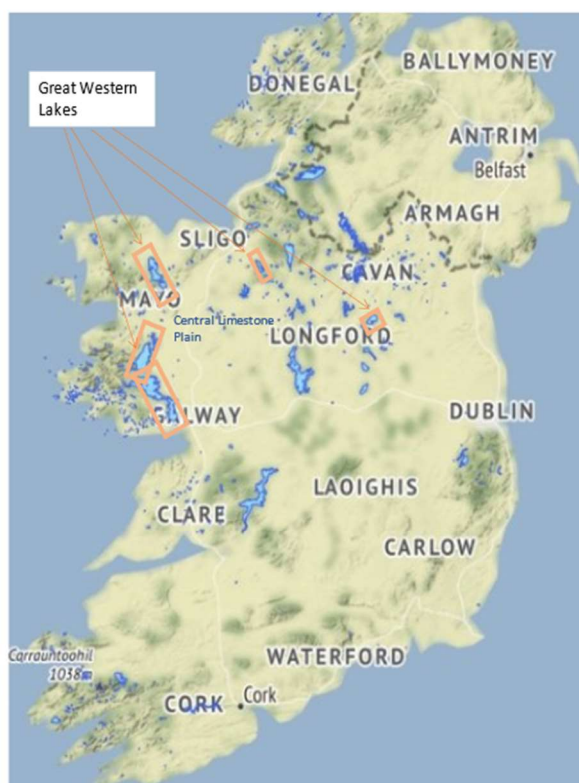 Great Western
Lakes
DONEGAL
BALLYMONEY
ANTRIM
Belfast
ARMAGH
SLIGO
CAVAN
MAYO
Central Limestone
Plain
LONGFORD
GALWAY
DUBLIN
LAOIGHIS
CLARE
CARLOW
Carrauntoohil
1038
WATERFORD
CORK
Cork